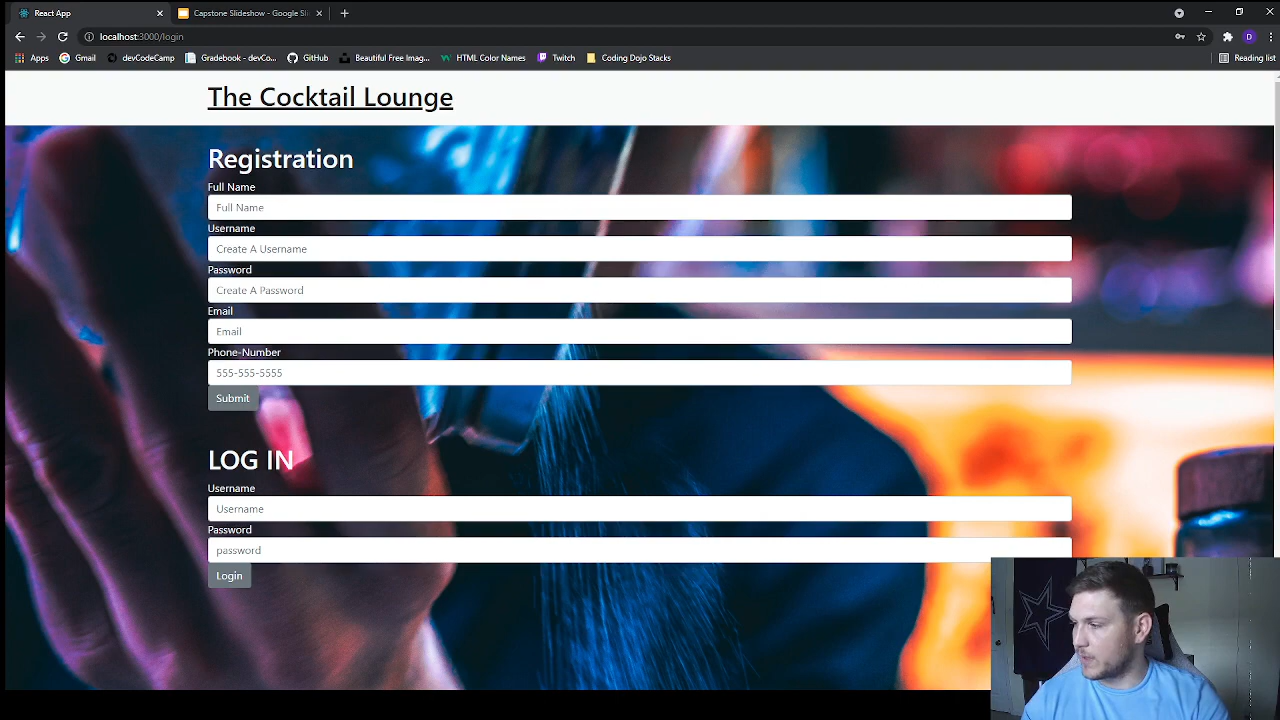 React App
Capstone Slideshow - Google Sli
localhost:3000/login
Apps
Gmail
devCodeCamp
Gradebook - devCo...
GitHub
Beautiful Free Imag...
HTML Color Names
Twitch
Coding Dojo Stacks
Reading list
D
The Cocktail Lounge
Registration
Full Name
Full Name
Username
Create A Username
Password
Create A Password
Email
Email
Phone-Number
555-555-5555
Submit
LOG IN
Username
Username
Password
password
Login